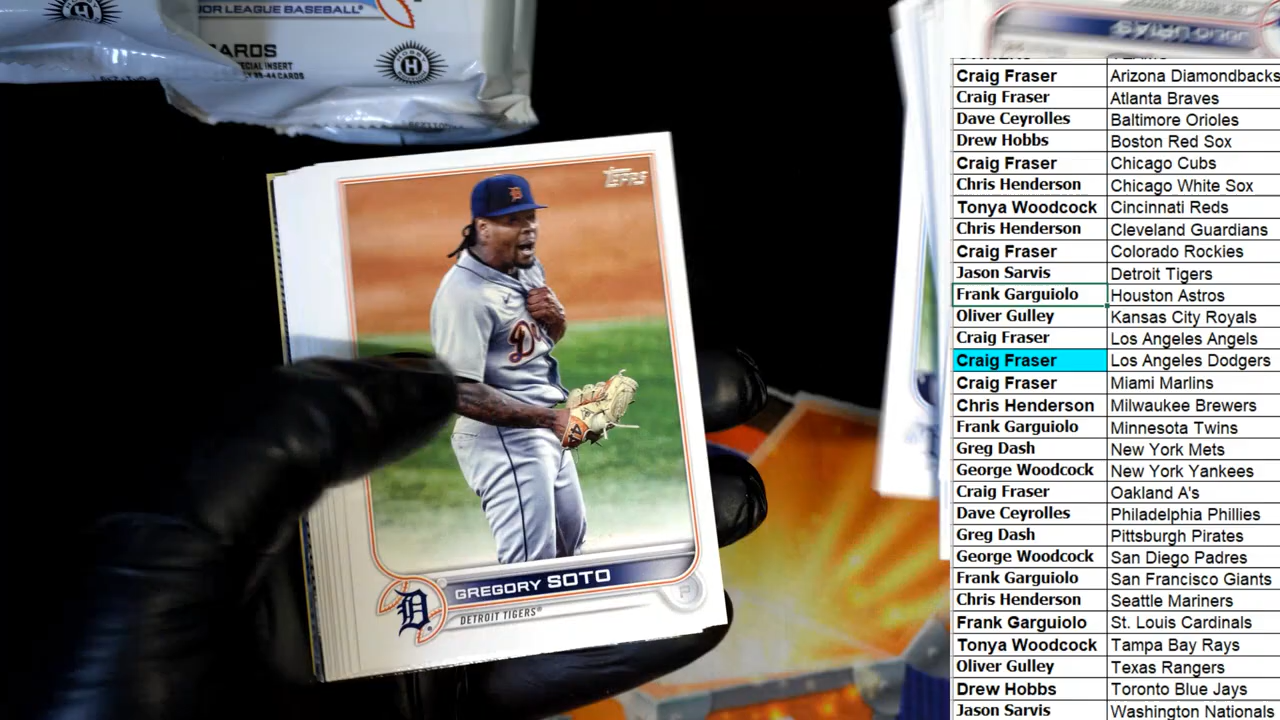 JOR LEAGUE BASEBALL®
CARDS
HOBBY
H
TOPPS
D
GREGORY SOTO
P
DETROIT TIGERS®
Craig Fraser Arizona Diamondbacks
Craig Fraser Atlanta Braves
Dave Ceyrolles Baltimore Orioles
Drew Hobbs Boston Red Sox
Craig Fraser Chicago Cubs
Chris Henderson Chicago White Sox
Tonya Woodcock Cincinnati Reds
Chris Henderson Cleveland Guardians
Craig Fraser Colorado Rockies
Jason Sarvis Detroit Tigers
Frank Garguiolo Houston Astros
Oliver Gulley Kansas City Royals
Craig Fraser Los Angeles Angels
Craig Fraser Los Angeles Dodgers
Craig Fraser Miami Marlins
Chris Henderson Milwaukee Brewers
Frank Garguiolo Minnesota Twins
Greg Dash New York Mets
George Woodcock New York Yankees
Craig Fraser Oakland A's
Dave Ceyrolles Philadelphia Phillies
Greg Dash Pittsburgh Pirates
George Woodcock San Diego Padres
Frank Garguiolo San Francisco Giants
Chris Henderson Seattle Mariners
Frank Garguiolo St. Louis Cardinals
Tonya Woodcock Tampa Bay Rays
Oliver Gulley Texas Rangers
Drew Hobbs Toronto Blue Jays
Jason Sarvis Washington Nationals